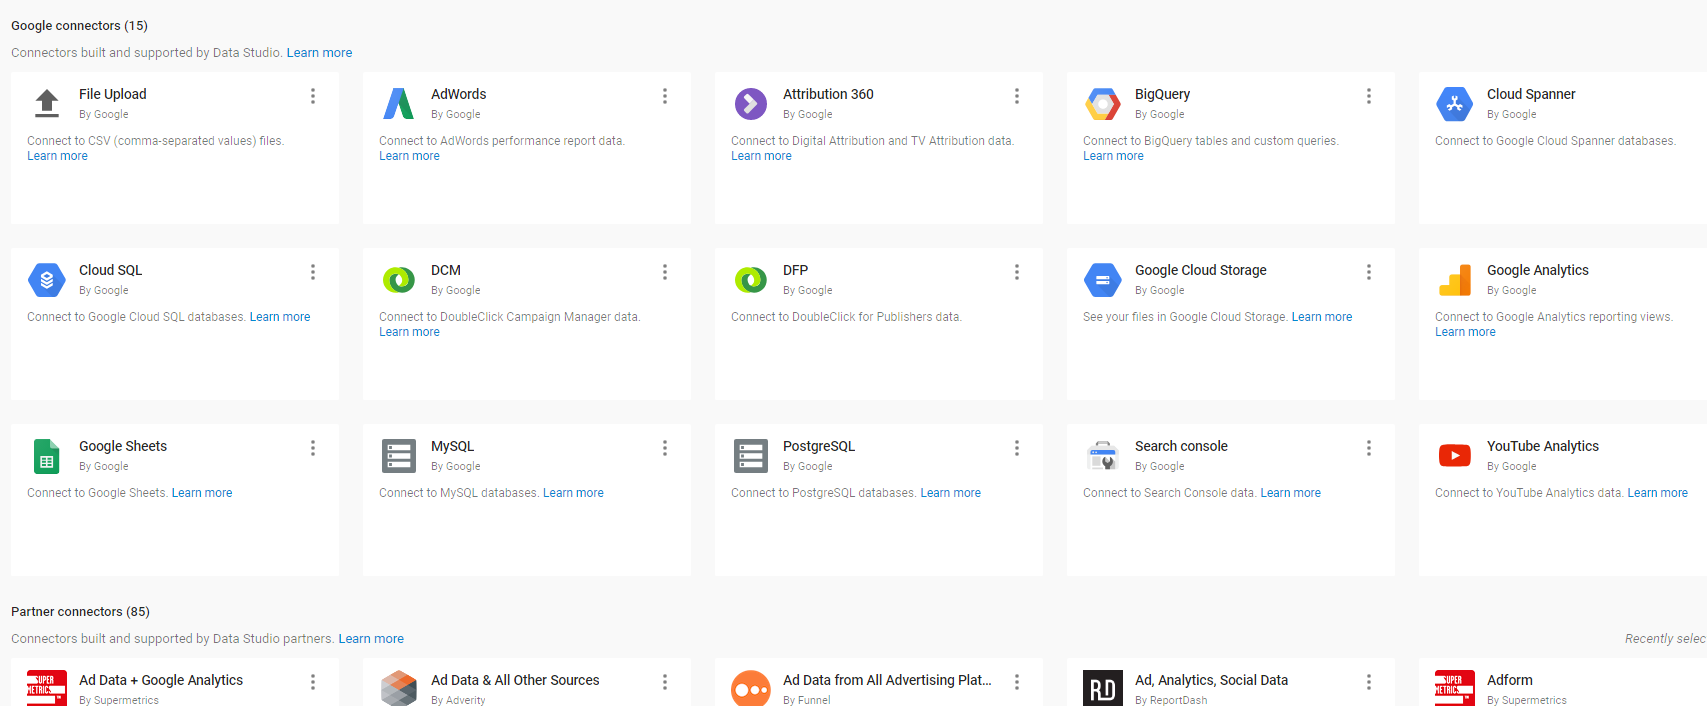 Google connectors (15)
Connectors built and supported by Data Studio. Learn more
File Upload
By Google
Connect to CSV (comma-separated values) files.
Learn more
AdWords
By Google
Connect to AdWords performance report data.
Learn more
Attribution 360
By Google
Connect to Digital Attribution and TV Attribution data.
Learn more
BigQuery
By Google
Connect to BigQuery tables and custom queries.
Learn more
Cloud Spanner
By Google
Connect to Google Cloud Spanner databases.
Cloud SQL
By Google
Connect to Google Cloud SQL databases. Learn more
DCM
By Google
Connect to DoubleClick Campaign Manager data.
Learn more
DFP
By Google
Connect to DoubleClick for Publishers data.
Google Cloud Storage
By Google
See your files in Google Cloud Storage. Learn more
Google Analytics
By Google
Connect to Google Analytics reporting views.
Learn more
Google Sheets
By Google
Connect to Google Sheets. Learn more
MySQL
By Google
Connect to MySQL databases. Learn more
PostgreSQL
By Google
Connect to PostgreSQL databases. Learn more
Search console
By Google
Connect to Search Console data. Learn more
YouTube Analytics
By Google
Connect to YouTube Analytics data. Learn more
Partner connectors (85)
Connectors built and supported by Data Studio partners. Learn more
Recently selec
SUPER
METRICS
Ad Data + Google Analytics
By Supermetrics
Ad Data & All Other Sources
By Adverity
Ad Data from All Advertising Plat...
By Funnel
RD
Ad, Analytics, Social Data
By ReportDash
SUPER
METRICS
Adform
By Supermetrics